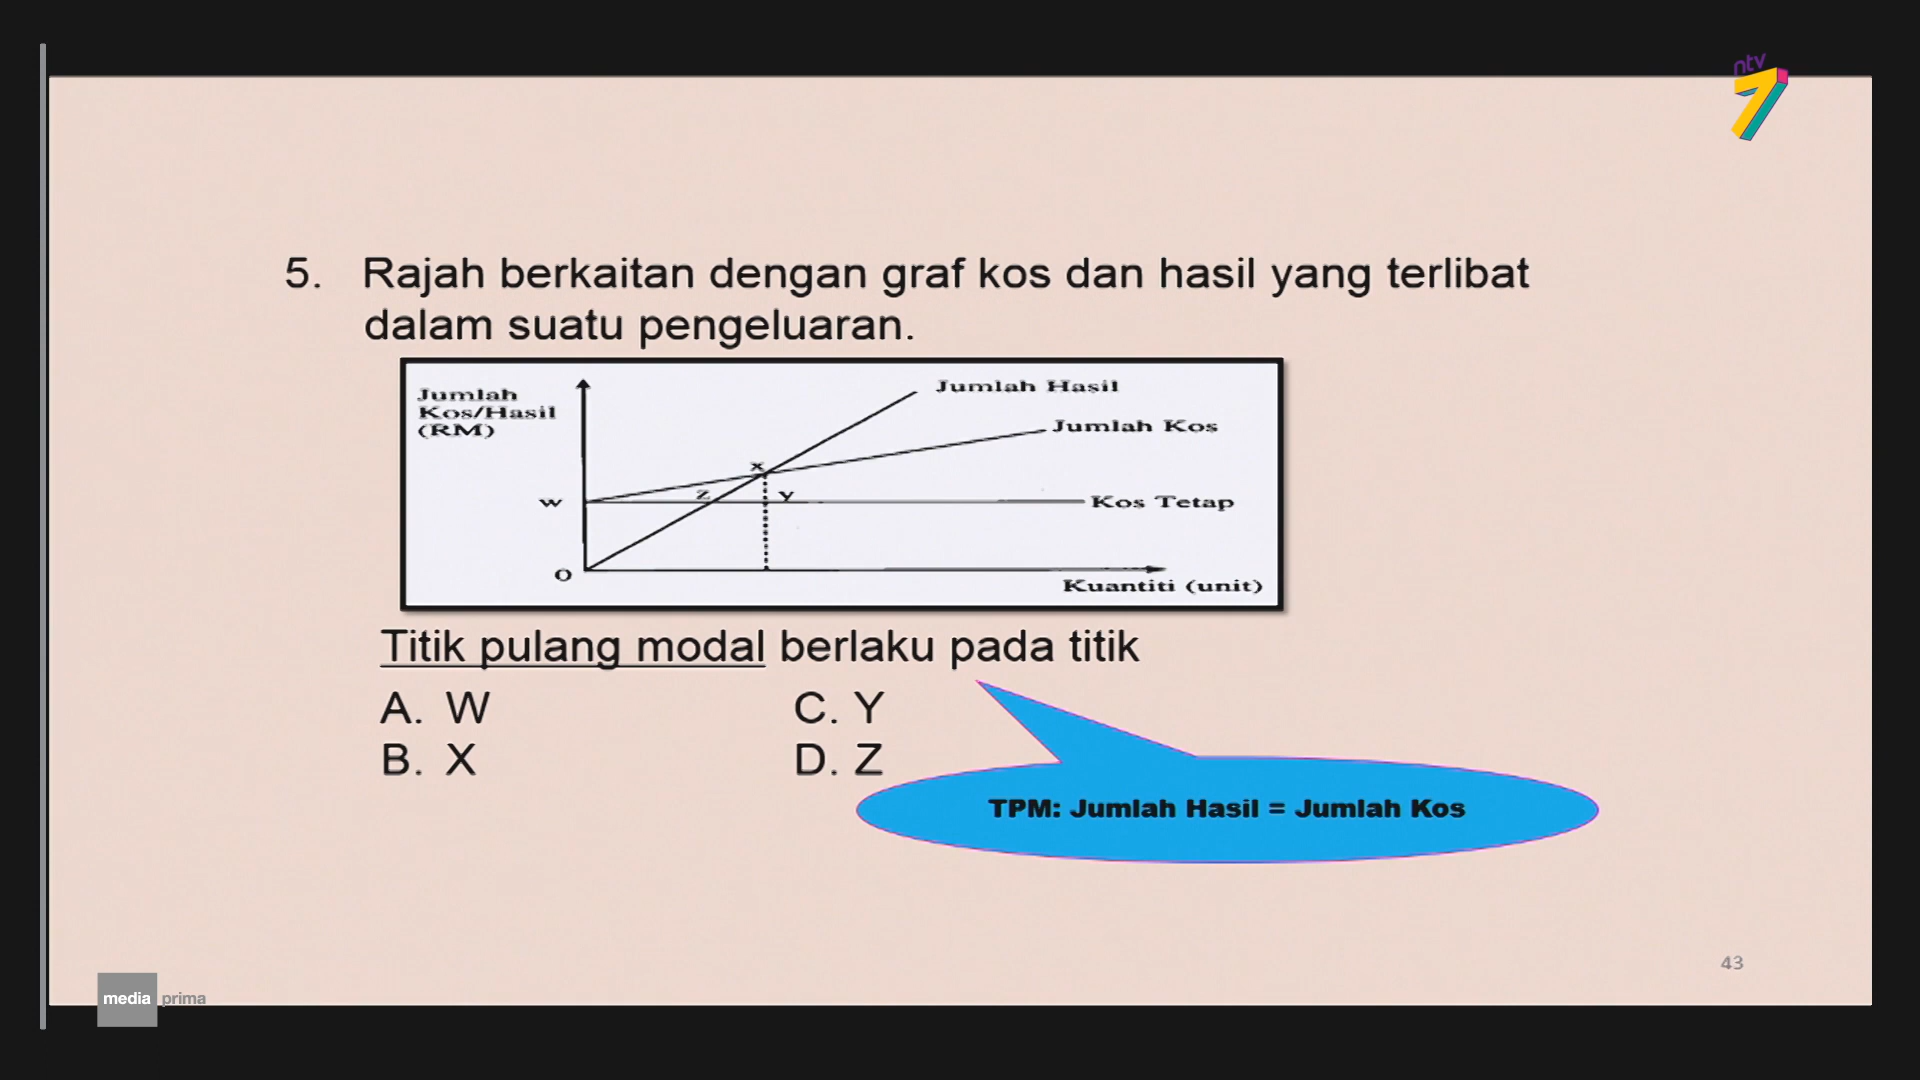 ntv
7
5. Rajah berkaitan dengan graf kos dan hasil yang terlibat
dalam suatu pengeluaran.
Jumlah
Kos/Hasil
(RM)
Jumlah Hasil
Jumlah Kos
X
Z
Y
W
Kos Tetap
O
Kuantiti (unit)
Titik pulang modal berlaku pada titik
A. W
C. Y
B. X
D. Z
TPM: Jumlah Hasil = Jumlah Kos
43
media prima